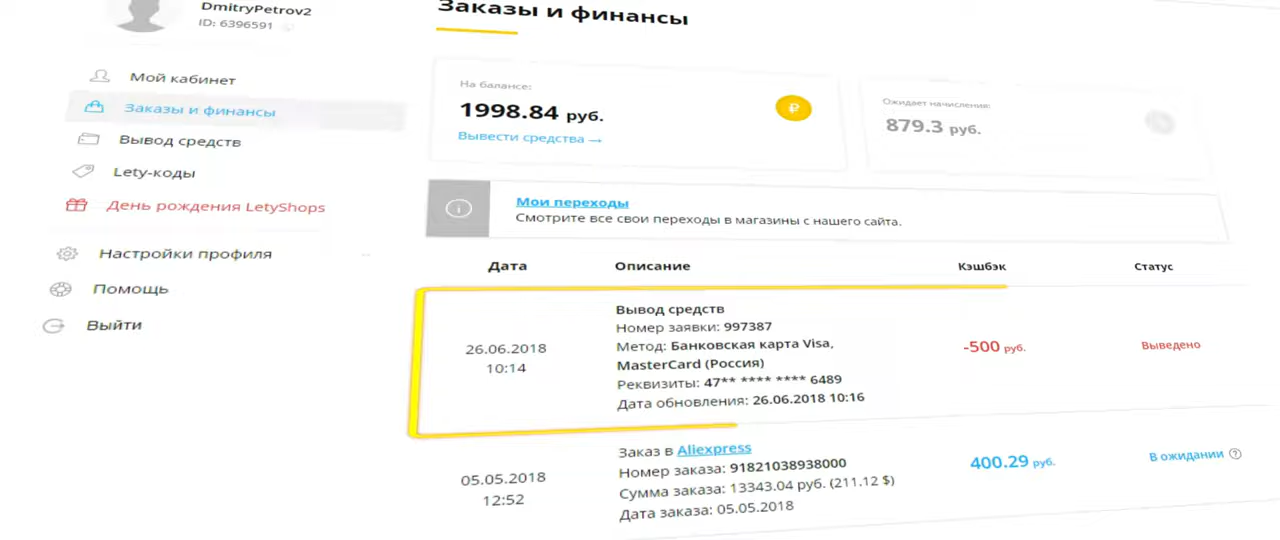 DmitryPetrov2
ID: 6396591
Мой кабинет
Заказы и финансы
Вывод средств
Lety-коды
День рождения LetyShops
Настройки профиля
Помощь
Выйти
Заказы и финансы
На балансе:
1998.84 руб.
Вывести средства →
Ожидает начисления:
879.3 руб.
Мои переходы
Смотрите все свои переходы в магазины с нашего сайта.
Дата Описание Кэшбэк Статус
26.06.2018
10:14
Вывод средств
Номер заявки: 997387
Метод: Банковская карта Visa,
MasterCard (Россия)
Реквизиты: 47** **** **** 6489
Дата обновления: 26.06.2018 10:16
-500 руб.
Выведено
05.05.2018
12:52
Заказ в Aliexpress
Номер заказа: 91821038938000
Сумма заказа: 13343.04 руб. (211.12 $)
Дата заказа: 05.05.2018
400.29 руб.
В ожидании